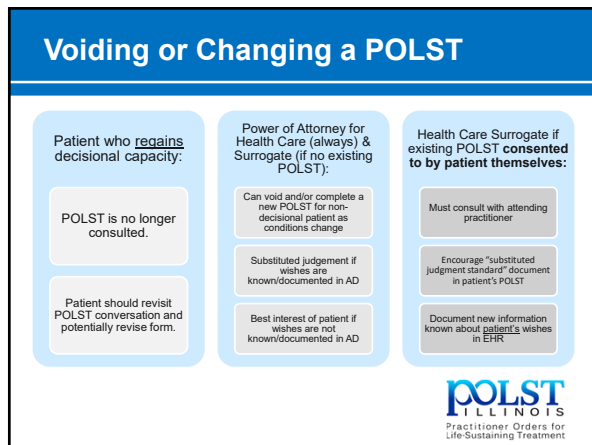 Voiding or Changing a POLST
Patient who regains
decisional capacity:
POLST is no longer
consulted.
Patient should revisit
POLST conversation and
potentially revise form.
Power of Attorney for
Health Care (always) &
Surrogate (if no existing
POLST):
Can void and/or complete a
new POLST for non-
decisional patient as
conditions change
Substituted judgement if
wishes are
known/documented in AD
Best interest of patient if
wishes are not
known/documented in AD
Health Care Surrogate if
existing POLST consented
to by patient themselves:
Must consult with attending
practitioner
Encourage "substituted
judgment standard" document
in patient's POLST
Document new information
known about patient's wishes
in EHR
POLST
ILLINOIS
Practitioner Orders for
Life-Sustaining Treatment